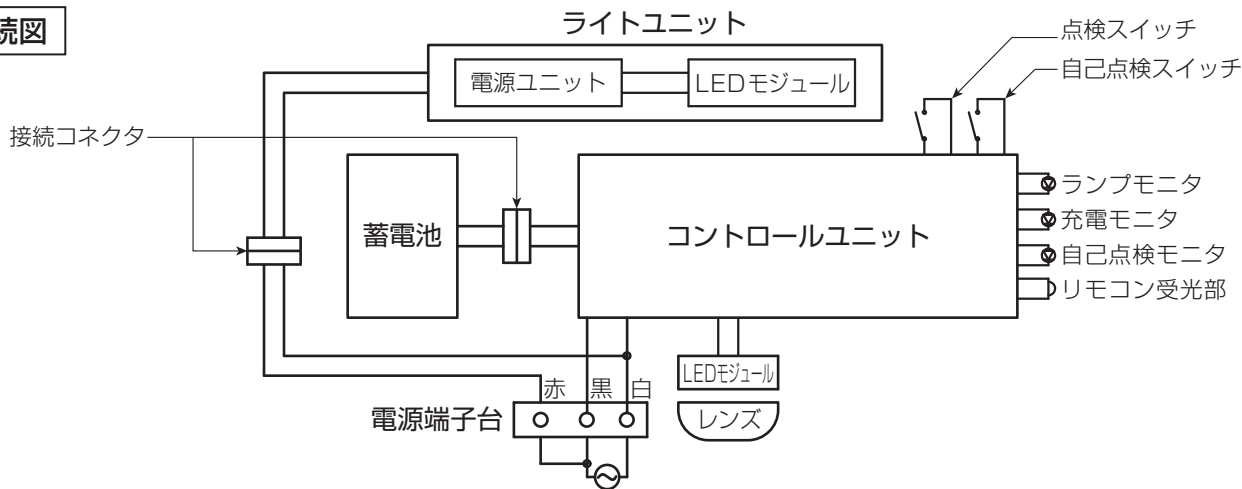 続図
ライトユニット
点検スイッチ
自己点検スイッチ
電源ユニット
LEDモジュール
接続コネクタ
蓄電池
コントロールユニット
ランプモニタ
充電モニタ
自己点検モニタ
リモコン受光部
LEDモジュール
赤 黒 白
電源端子台
レンズ